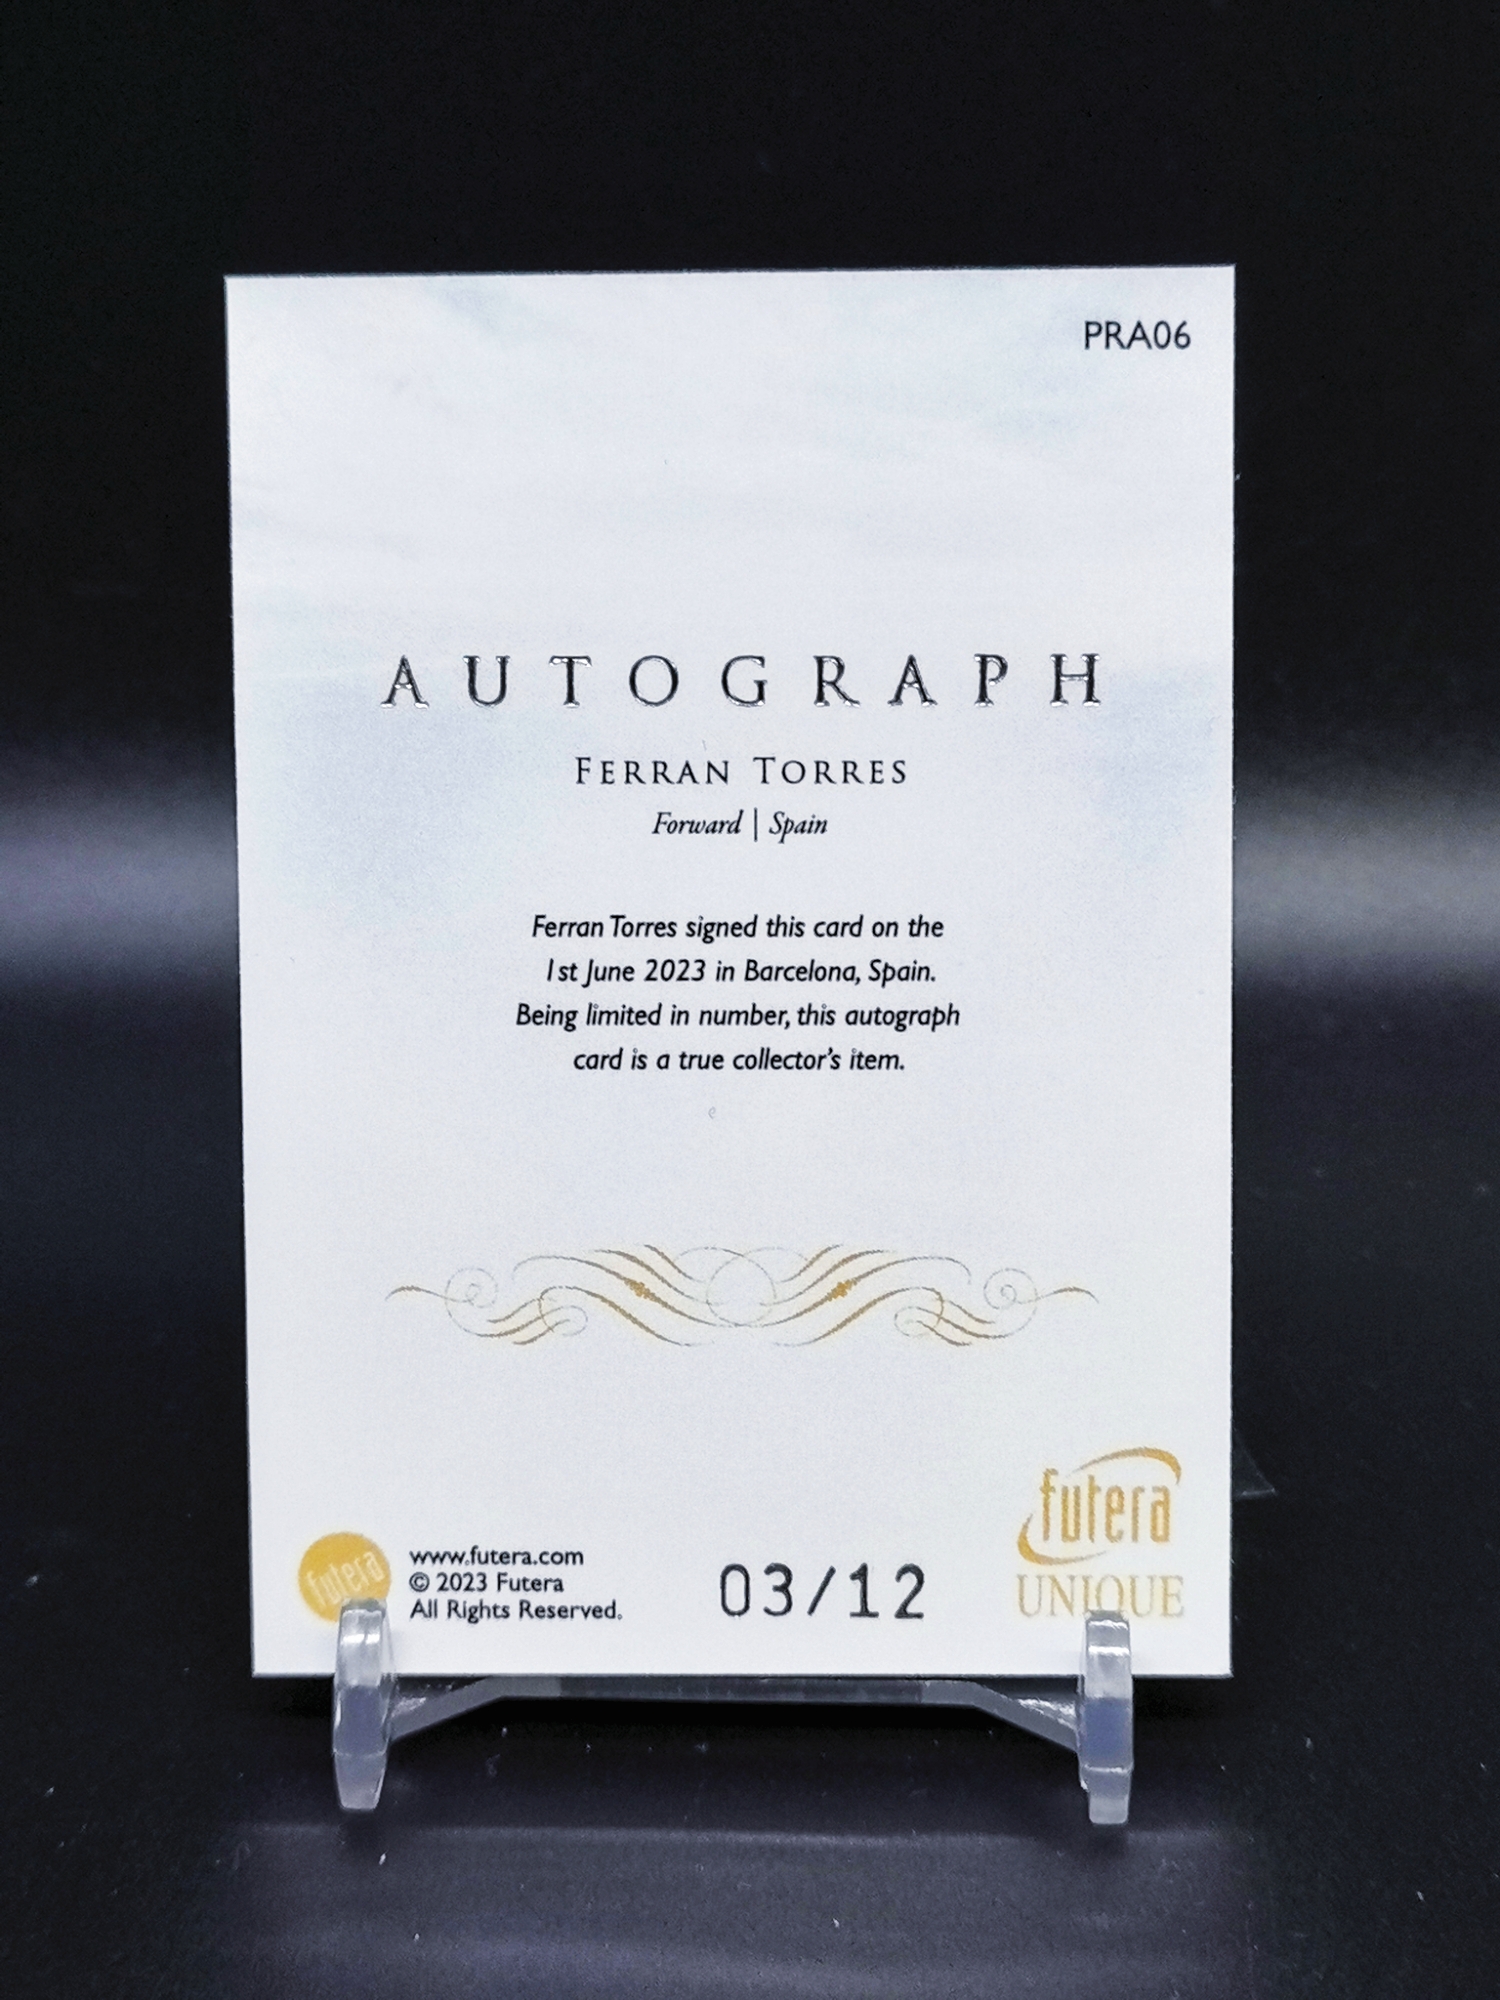 PRA06
AUTOGRAPH
FERRAN TORRES
Forward | Spain
Ferran Torres signed this card on the
1st June 2023 in Barcelona, Spain.
Being limited in number, this autograph
card is a true collector's item.
futera
www.futera.com
© 2023 Futera
All Rights Reserved.
03/12
futera
UNIQUE